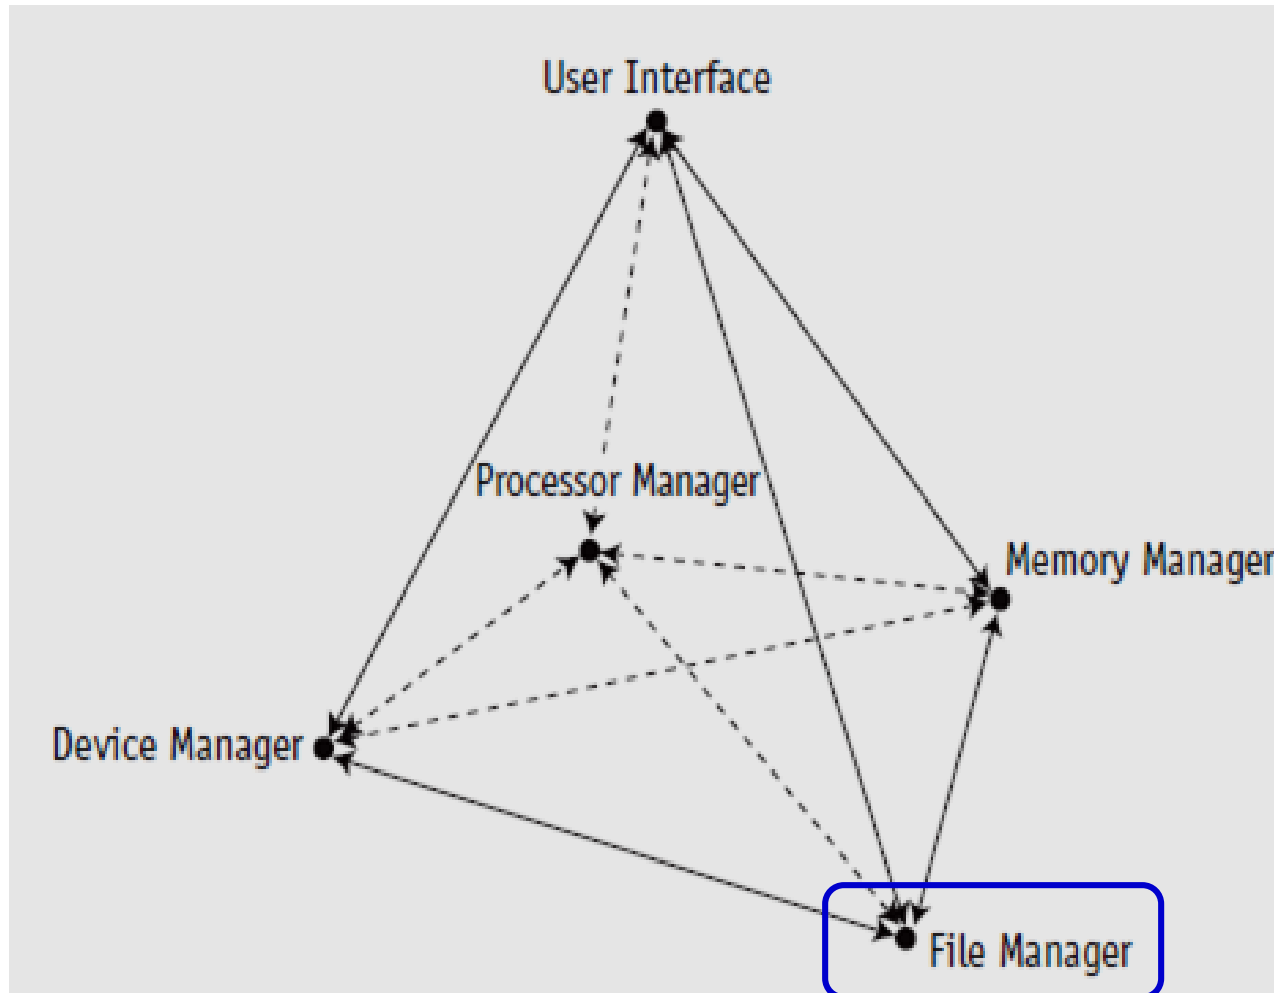 User Interface
Processor Manager
Memory Manager
Device Manager
File Manager